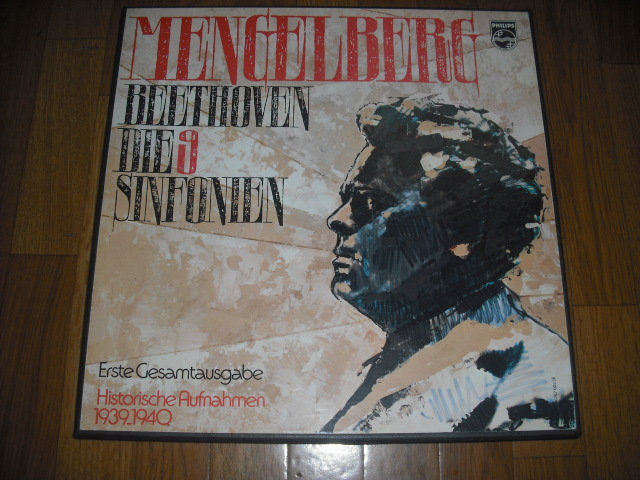 MENGELBERG
PHILIPS
BEETHOVEN
DIE 9
SINFONIEN
Erste Gesamtausgabe
Historische Aufnahmen
1939-1940